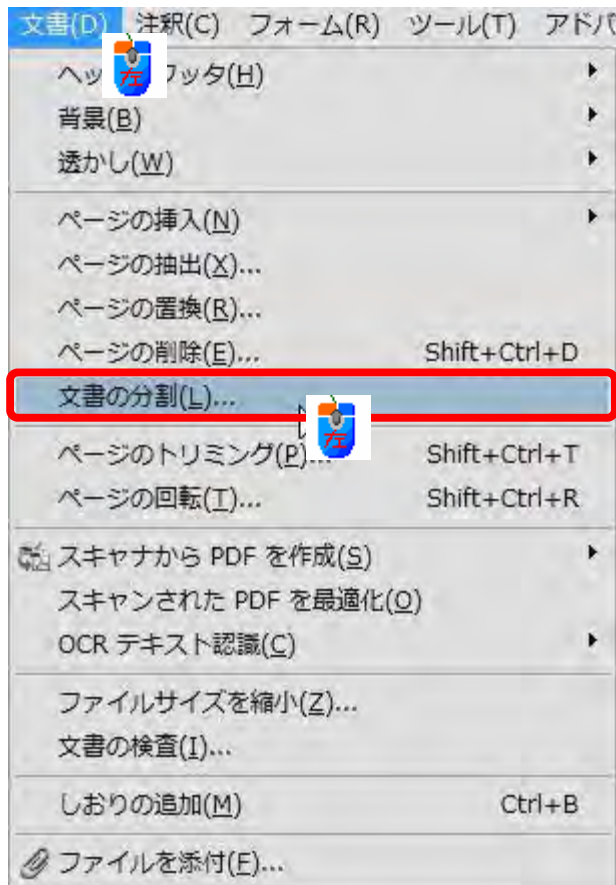 文書(D) 注釈(C) フォーム(R) ツール(T) アドバ
左
ヘッ フッタ(H)
背景(B)
透かし(W)
ページの挿入(N)
ページの抽出(X)...
ページの置換(R)...
ページの削除(E)... Shift+Ctrl+D
文書の分割(L)...
左
ページのトリミング(P)... Shift+Ctrl+T
ページの回転(T)... Shift+Ctrl+R
スキャナから PDF を作成(S)
スキャンされた PDF を最適化(O)
OCR テキスト認識(C)
ファイルサイズを縮小(Z)...
文書の検査(I)...
しおりの追加(M) Ctrl+B
ファイルを添付(F)...